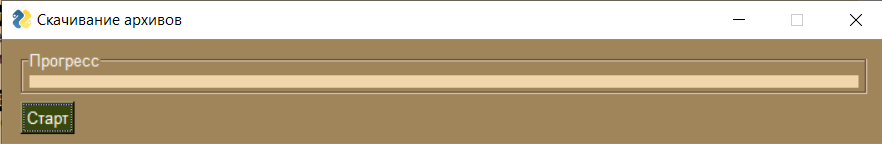 Скачивание архивов
Прогресс
Старт